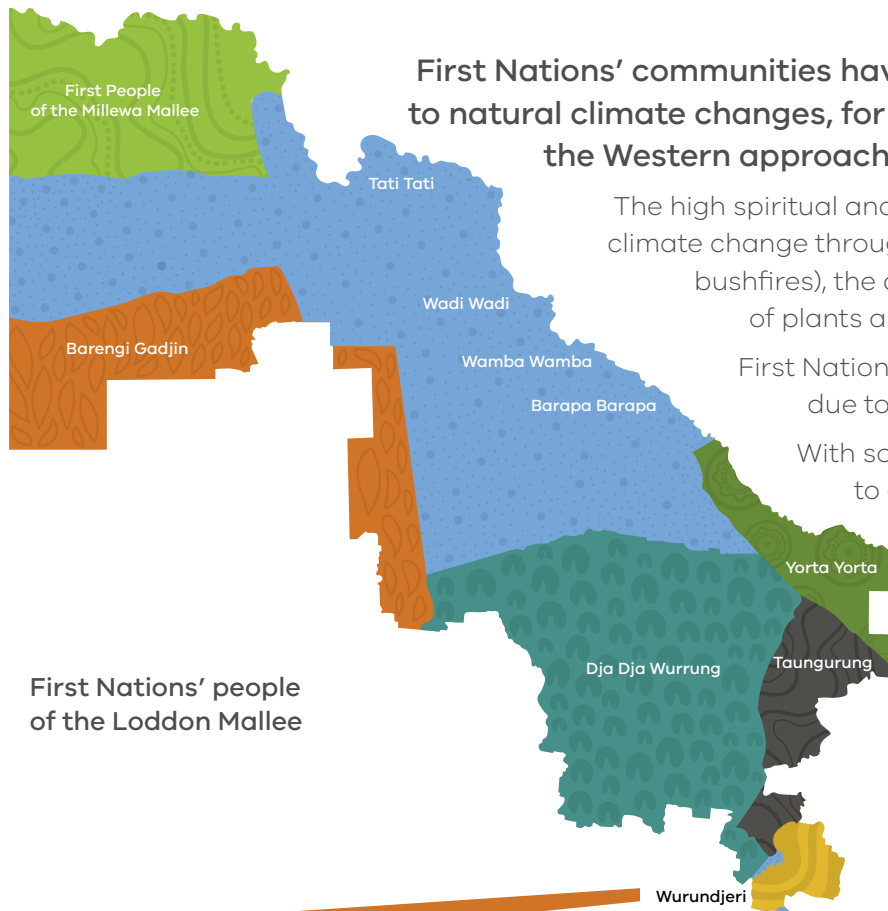 First People
of the Millewa Mallee
First Nations' communities hav
to natural climate changes, for
the Western approach
Tati Tati
The high spiritual and
climate change throug
bushfires), the
of plants a
Wadi Wadi
Barengi Gadjin
Wamba Wamba
First Nation
due to
Barapa Barapa
With so
to
Yorta Yorta
Dja Dja Wurrung
Taungurung
First Nations' people
of the Loddon Mallee
Wurundjeri